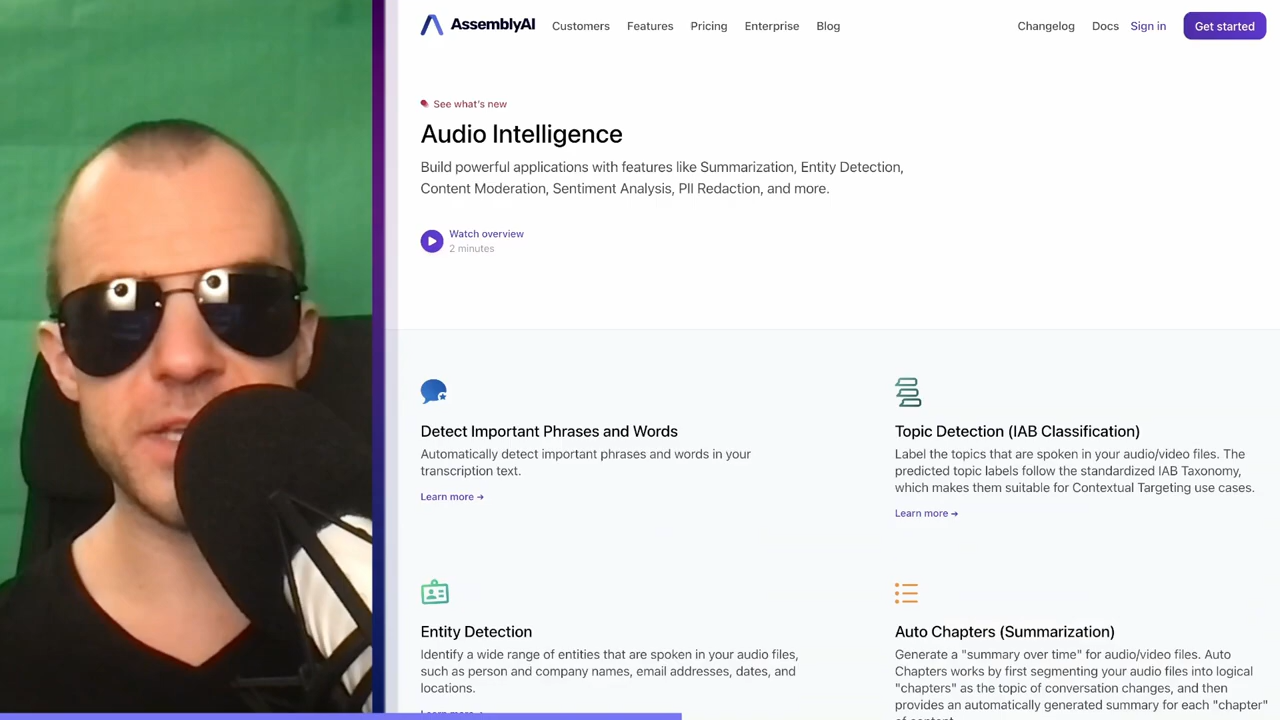 AssemblyAI Customers Features Pricing Enterprise Blog Changelog Docs Sign in Get started
See what's new
Audio Intelligence
Build powerful applications with features like Summarization, Entity Detection,
Content Moderation, Sentiment Analysis, PII Redaction, and more.
Watch overview
2 minutes
Detect Important Phrases and Words
Automatically detect important phrases and words in your
transcription text.
Learn more →
Topic Detection (IAB Classification)
Label the topics that are spoken in your audio/video files. The
predicted topic labels follow the standardized IAB Taxonomy,
which makes them suitable for Contextual Targeting use cases.
Learn more →
Entity Detection
Identify a wide range of entities that are spoken in your audio files,
such as person and company names, email addresses, dates, and
locations.
Learn more →
Auto Chapters (Summarization)
Generate a "summary over time" for audio/video files. Auto
Chapters works by first segmenting your audio files into logical
"chapters" as the topic of conversation changes, and then
provides an automatically generated summary for each "chapter"
of content.